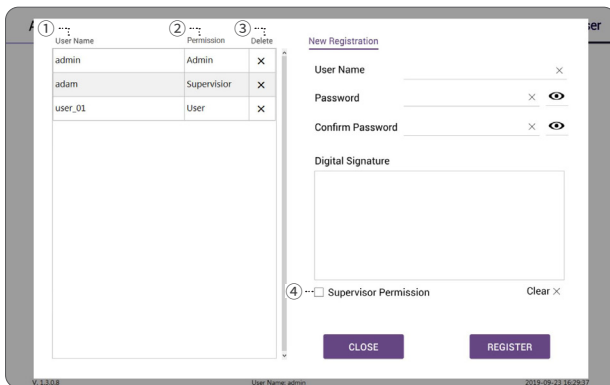 ① ② ③
User Name Permission Delete
admin Admin ×
adam Supervisior ×
user_01 User ×
New Registration
User Name ×
Password ×
Confirm Password ×
Digital Signature
④ Supervisor Permission Clear ×
CLOSE REGISTER
V. 1.3.0.8 User Name: admin 2019-09-23 16:29:37